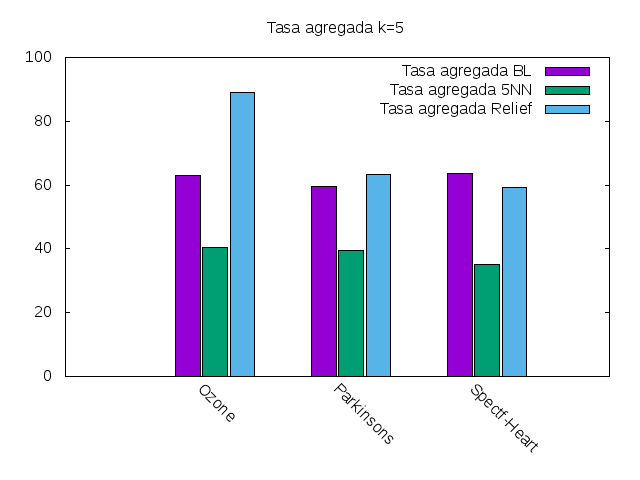 Tasa agregada k=5
100
80
60
40
20
0
Tasa agregada BL
Tasa agregada 5NN
Tasa agregada Relief
Ozone
Parkinsons
Spectf-Heart